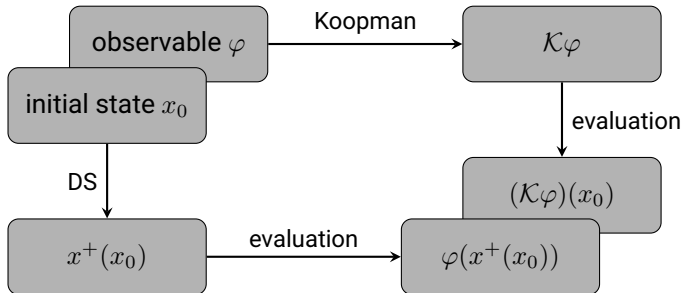 observable φ
Koopman
𝒦φ
initial state x₀
evaluation
DS
(𝒦φ)(x₀)
x⁺(x₀)
evaluation
φ(x⁺(x₀))